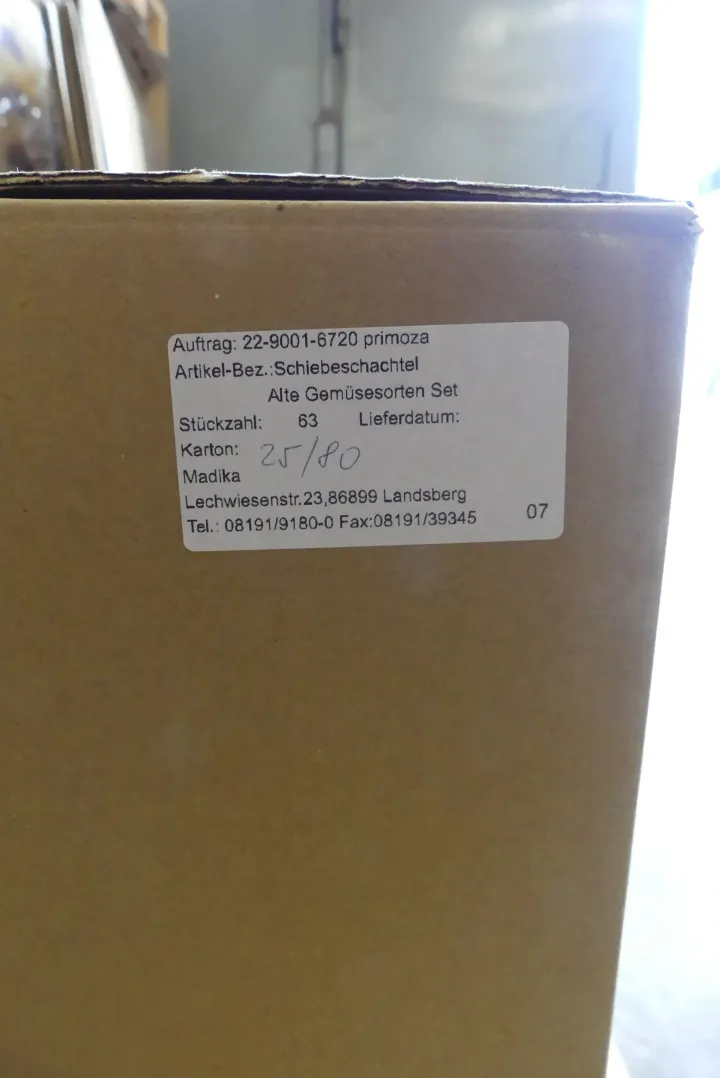 Auftrag: 22-9001-6720 primoza
Artikel-Bez.:Schiebeschachtel
Alte Gemüsesorten Set
Stückzahl: 63 Lieferdatum:
Karton: 25/80
Madika
Lechwiesenstr.23,86899 Landsberg
Tel.: 08191/9180-0 Fax:08191/39345 07